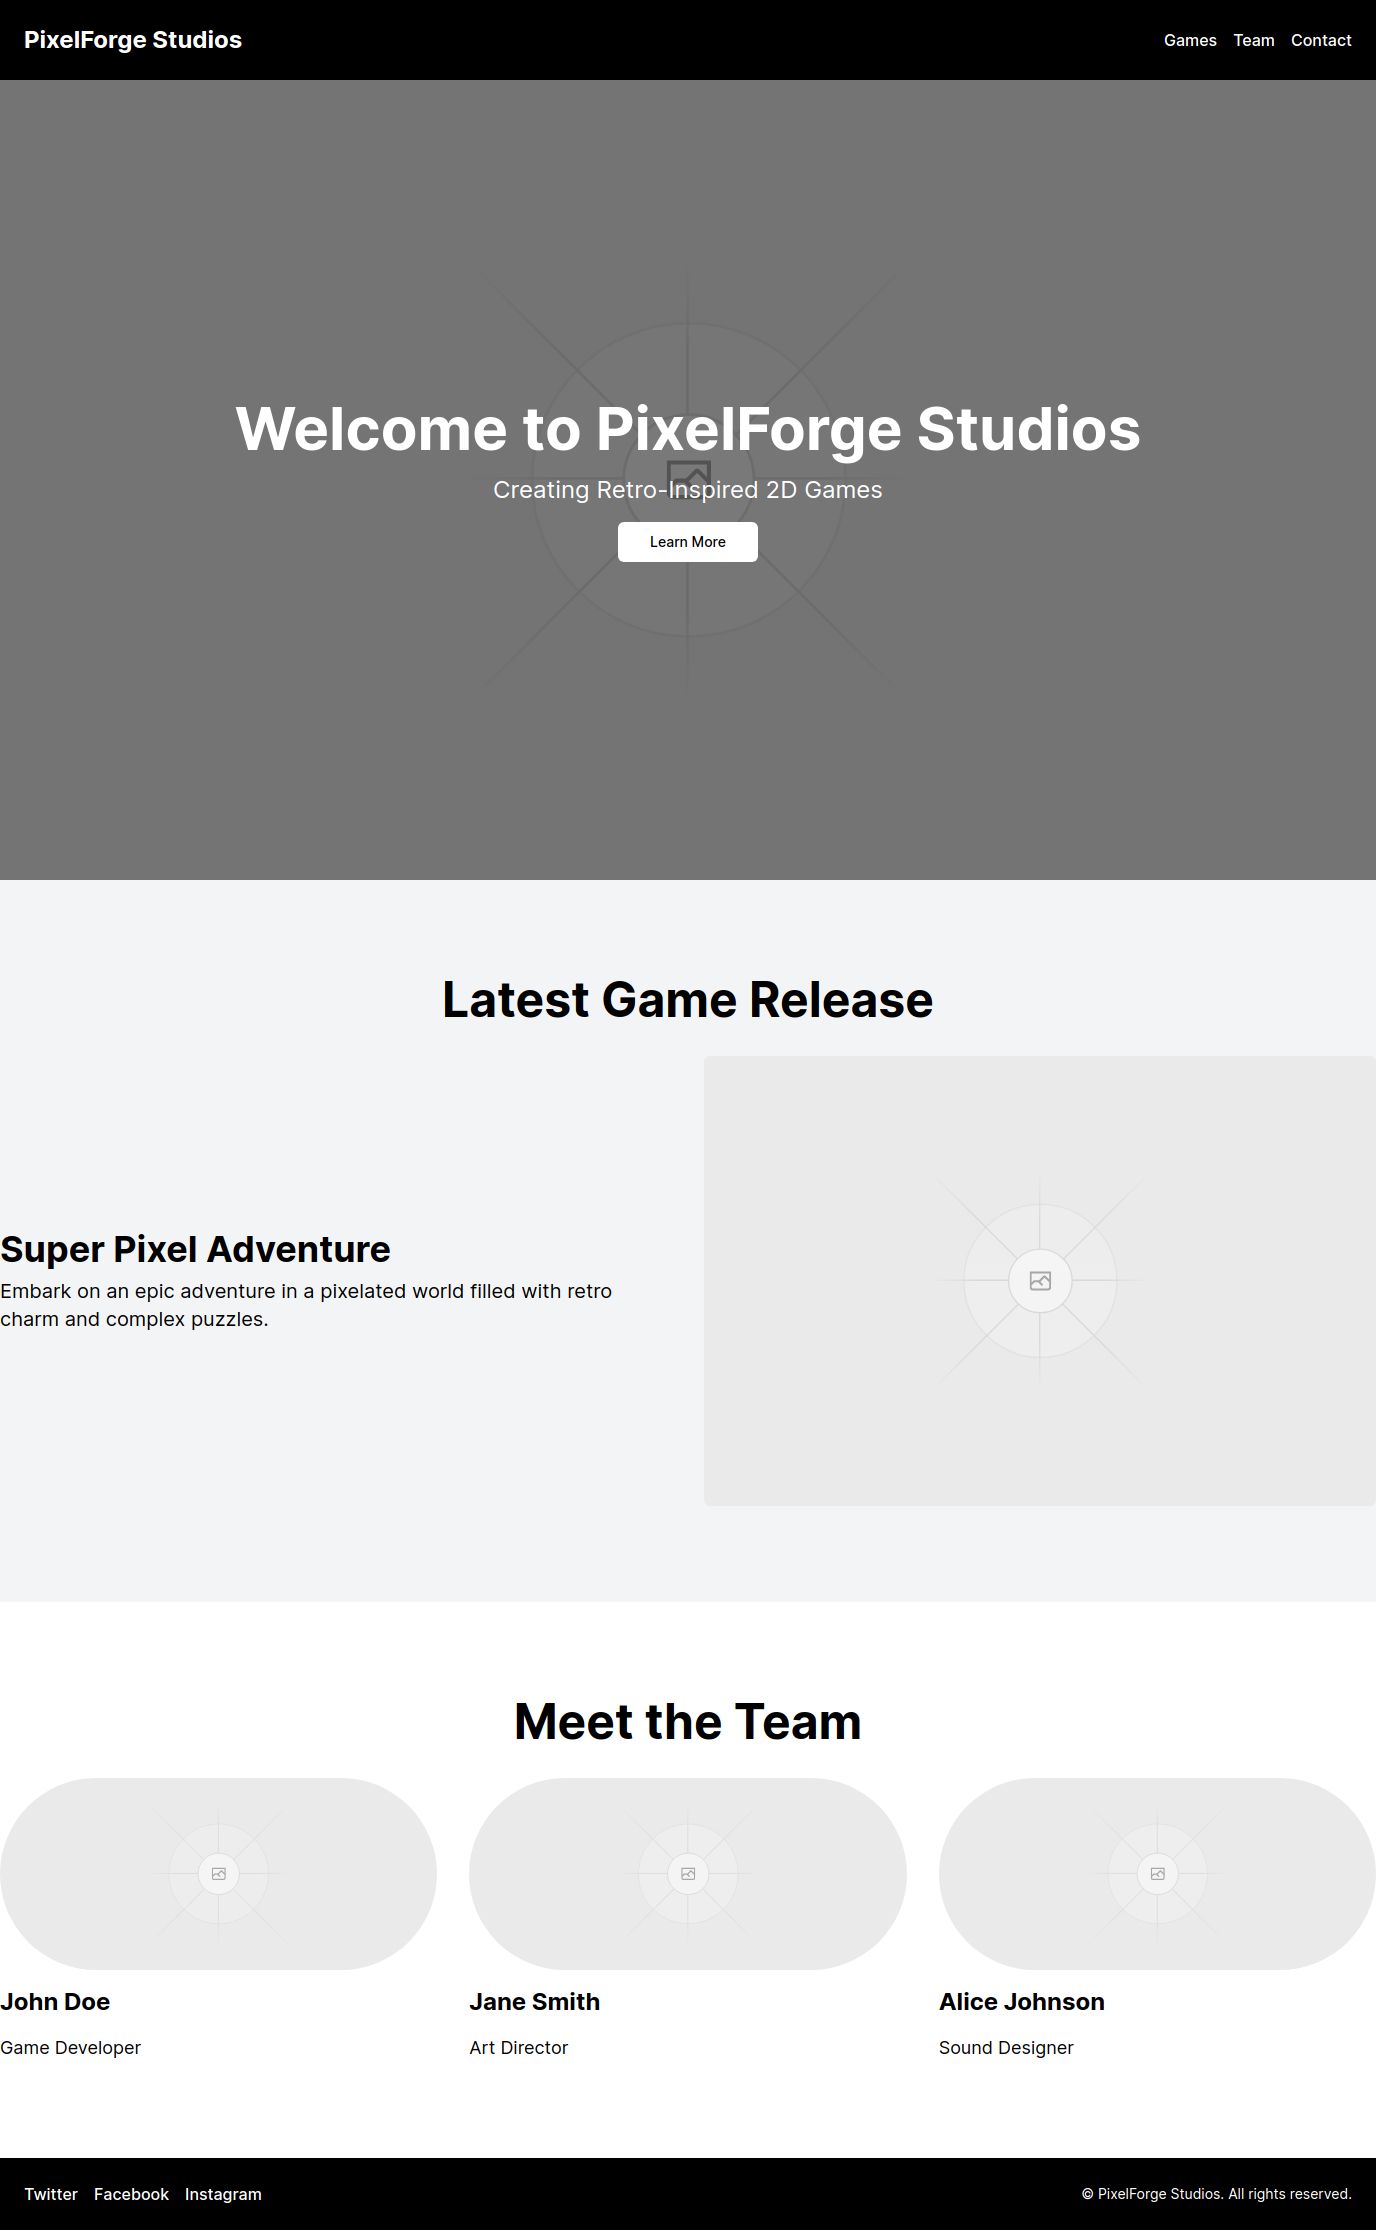 PixelForge Studios
Games Team Contact
Welcome to PixelForge Studios
Creating Retro-Inspired 2D Games
Learn More
Latest Game Release
Super Pixel Adventure
Embark on an epic adventure in a pixelated world filled with retro
charm and complex puzzles.
Meet the Team
John Doe
Game Developer
Jane Smith
Art Director
Alice Johnson
Sound Designer
Twitter Facebook Instagram
© PixelForge Studios. All rights reserved.